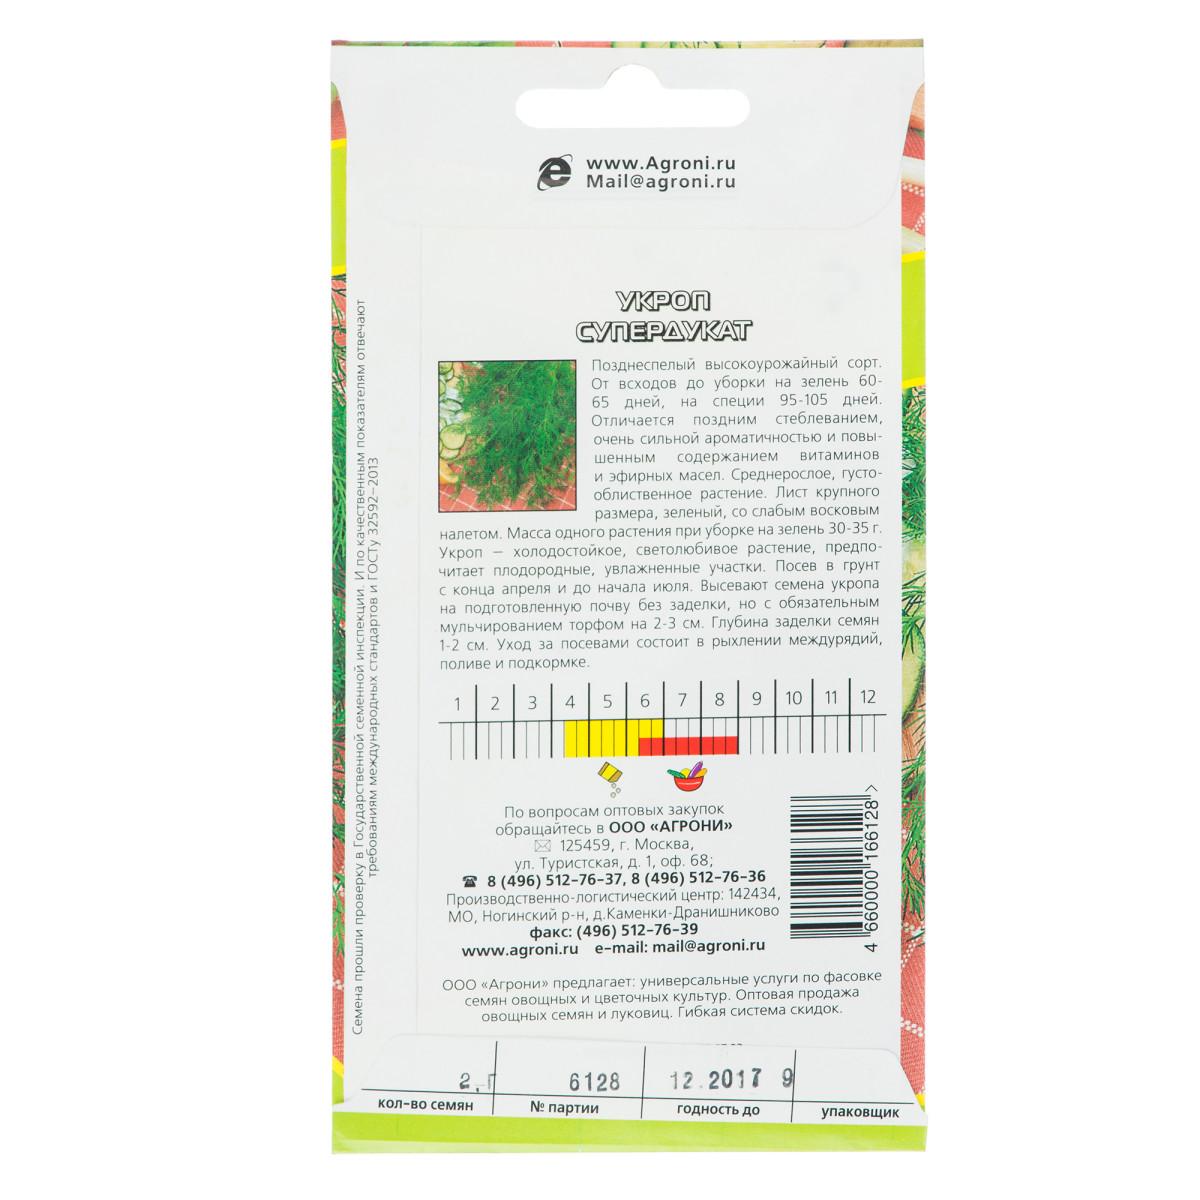 www.Agroni.ru
Mail@agroni.ru
УКРОП
СУПЕРДУКАТ
Позднеспелый высокоурожайный сорт.
От всходов до уборки на зелень 60-
65 дней, на специи 95-105 дней.
Отличается поздним стеблеванием,
очень сильной ароматичностью и повы-
шенным содержанием витаминов
и эфирных масел. Среднерослое, густо-
облиственное растение. Лист крупного
размера, зеленый, со слабым восковым
налетом. Масса одного растения при уборке на зелень 30-35 г.
Укроп – холодостойкое, светолюбивое растение, предпо-
читает плодородные, увлажненные участки. Посев в грунт
с конца апреля и до начала июля. Высевают семена укропа
на подготовленную почву без заделки, но с обязательным
мульчированием торфом на 2-3 см. Глубина заделки семян
1-2 см. Уход за посевами состоит в рыхлении междурядий,
поливе и подкормке.
1 2 3 4 5 6 7 8 9 10 11 12
По вопросам оптовых закупок
обращайтесь в ООО «АГРОНИ»
125459, г. Москва,
ул. Туристская, д. 1, оф. 68;
8 (496) 512-76-37, 8 (496) 512-76-36
Производственно-логистический центр: 142434,
МО, Ногинский р-н, д.Каменки-Дранишниково
факс: (496) 512-76-39
www.agroni.ru e-mail: mail@agroni.ru
4 660000 166128 >
ООО «Агрони» предлагает: универсальные услуги по фасовке
семян овощных и цветочных культур. Оптовая продажа
овощных семян и луковиц. Гибкая система скидок.
Семена прошли проверку в Государственной семенной инспекции. И по качественным показателям отвечают
требованиям международных стандартов и ГОСТу 32592-2013
2,Г 6128 12.2017 9
кол-во семян № партии годность до упаковщик